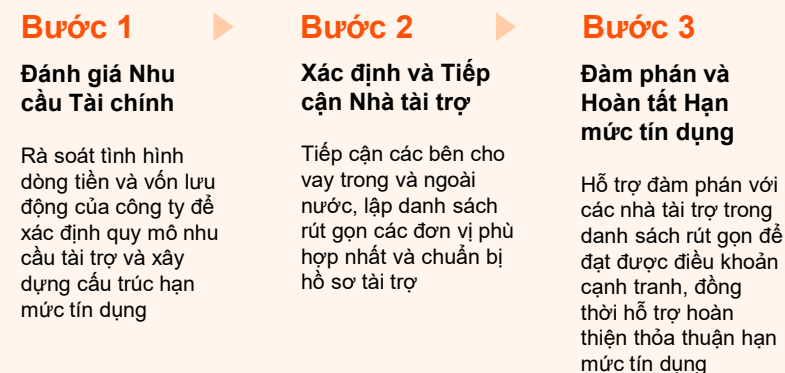 Bước 1
Đánh giá Nhu
cầu Tài chính
Rà soát tình hình
dòng tiền và vốn lưu
động của công ty để
xác định quy mô nhu
cầu tài trợ và xây
dựng cấu trúc hạn
mức tín dụng
Bước 2
Xác định và Tiếp
cận Nhà tài trợ
Tiếp cận các bên cho
vay trong và ngoài
nước, lập danh sách
rút gọn các đơn vị phù
hợp nhất và chuẩn bị
hồ sơ tài trợ
Bước 3
Đàm phán và
Hoàn tất Hạn
mức tín dụng
Hỗ trợ đàm phán với
các nhà tài trợ trong
danh sách rút gọn để
đạt được điều khoản
cạnh tranh, đồng
thời hỗ trợ hoàn
thiện thỏa thuận hạn
mức tín dụng